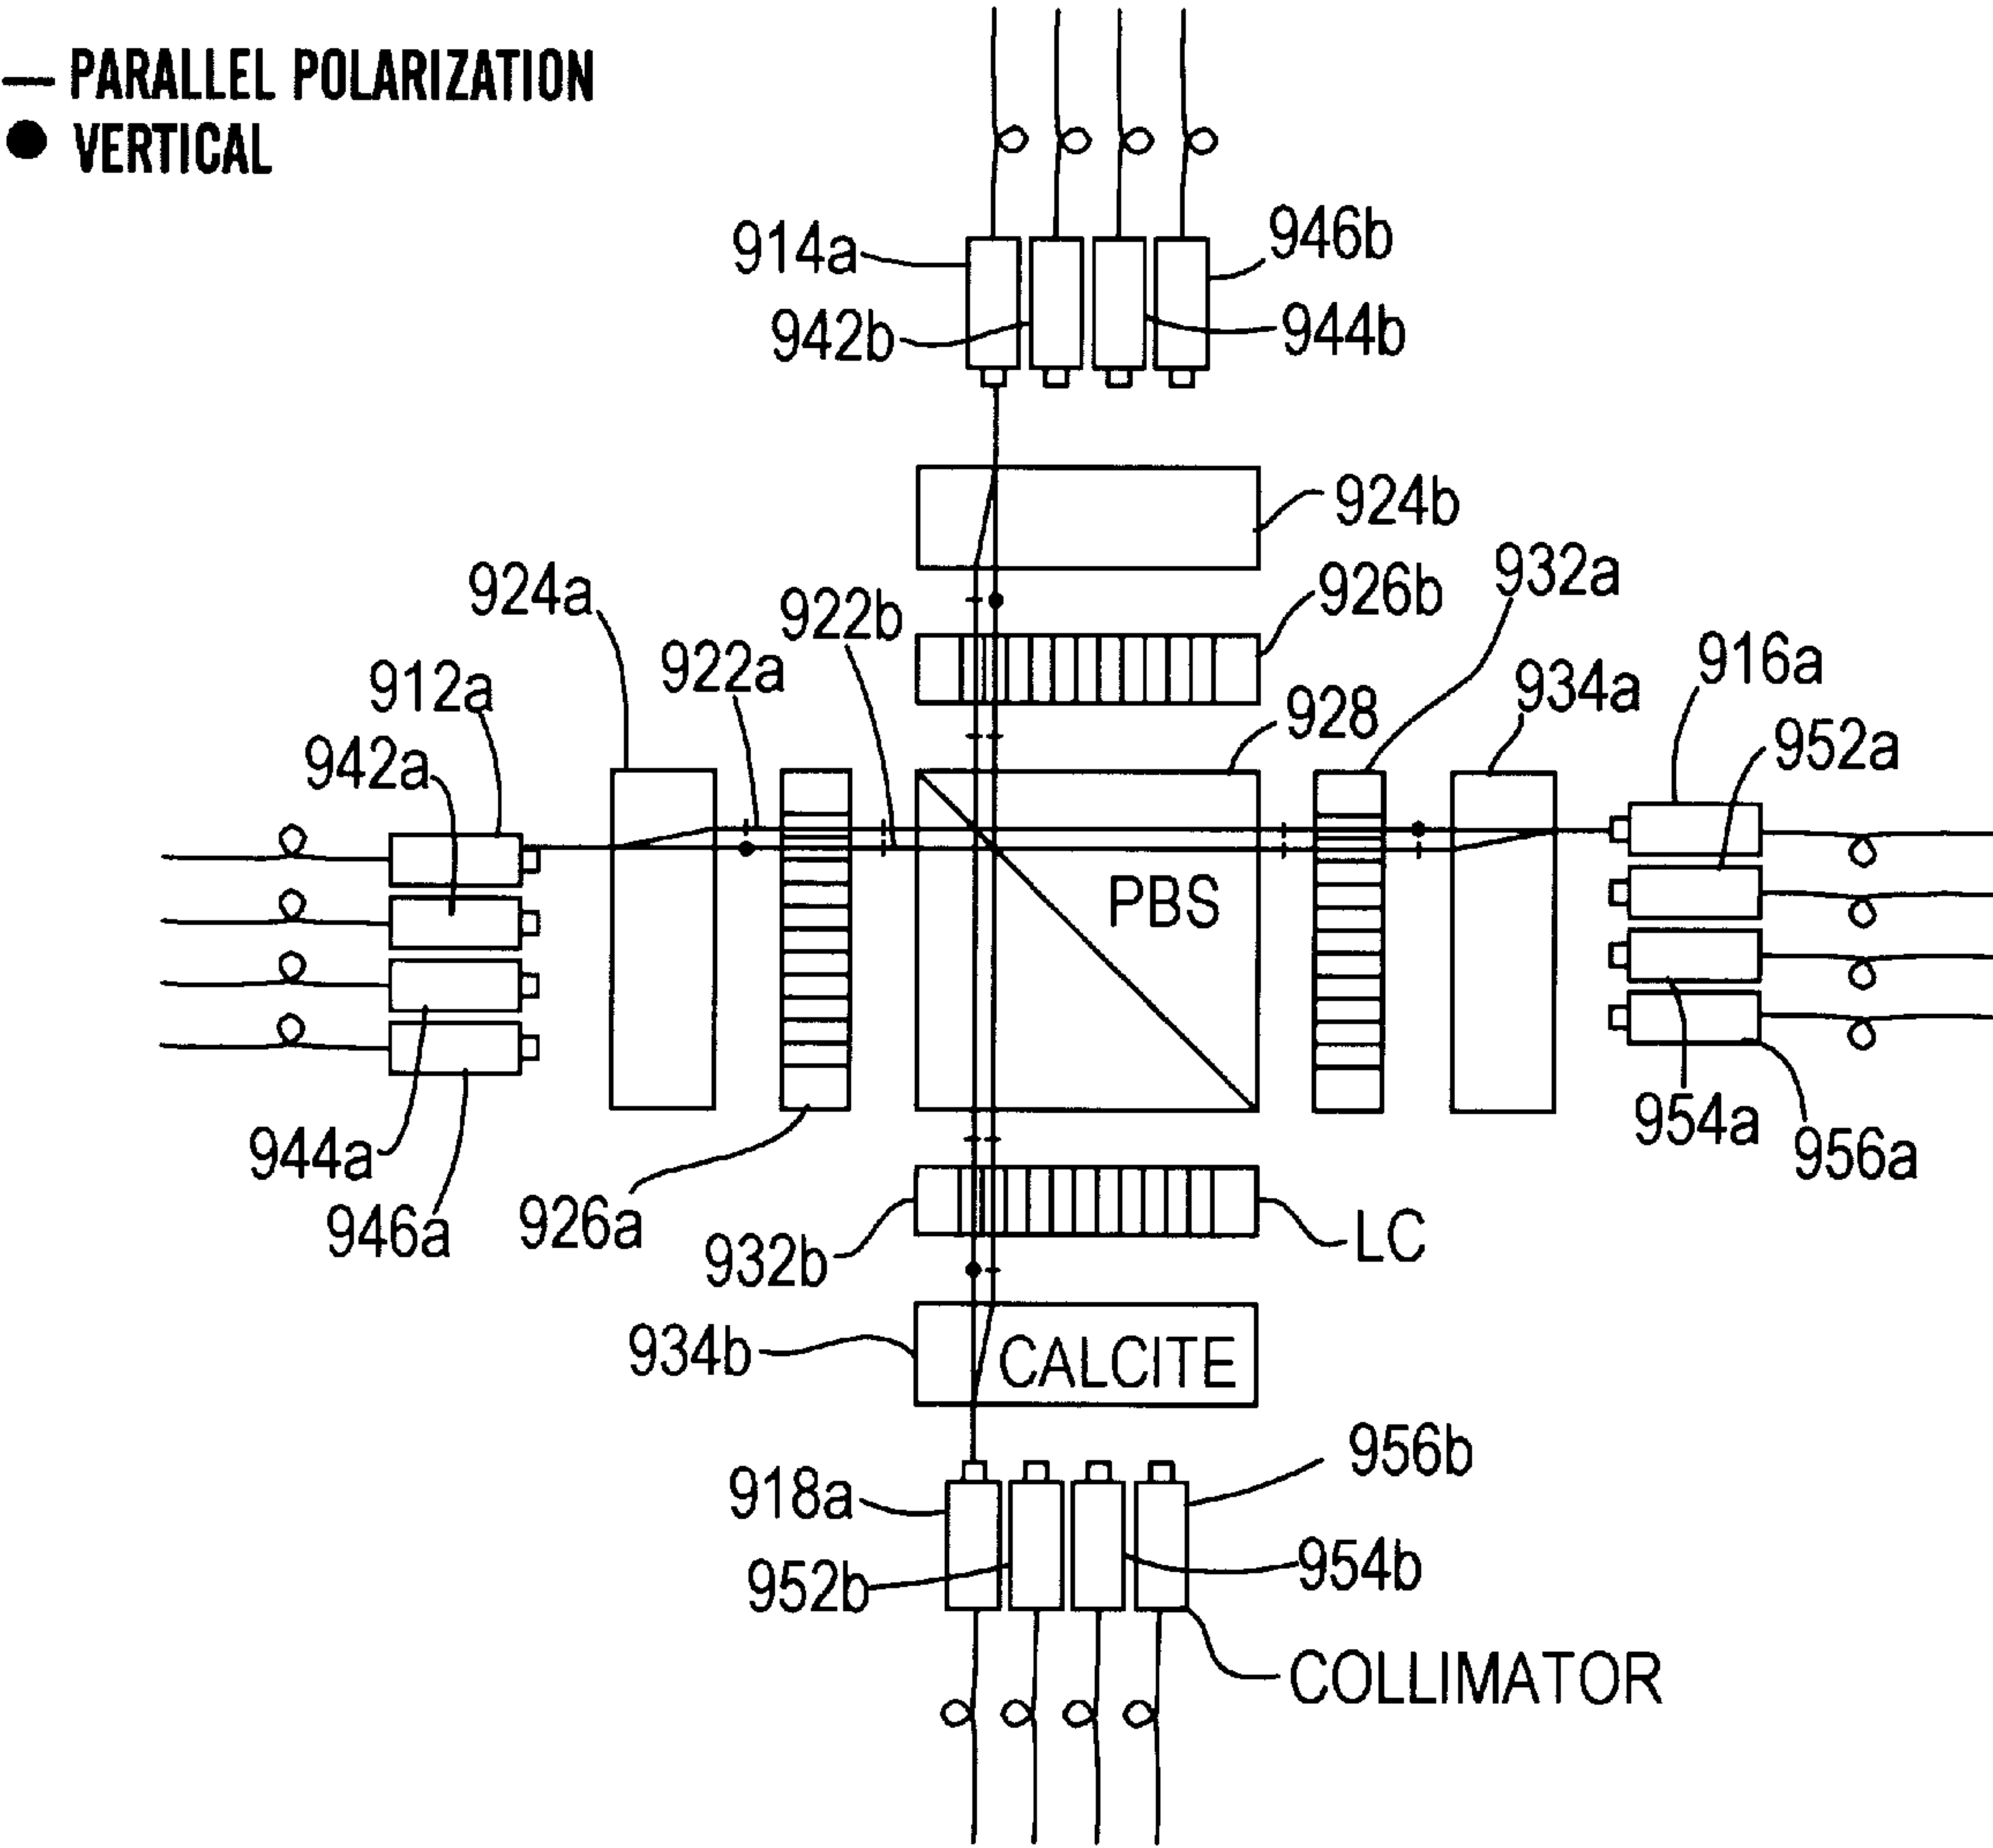 — PARALLEL POLARIZATION
● VERTICAL
914a
946b
942b
944b
924b
924a
922b
926b
932a
922a
912a
916a
934a
928
942a
952a
PBS
944a
954a
956a
946a
926a
932b
LC
934b
CALCITE
956b
918a
954b
952b
COLLIMATOR